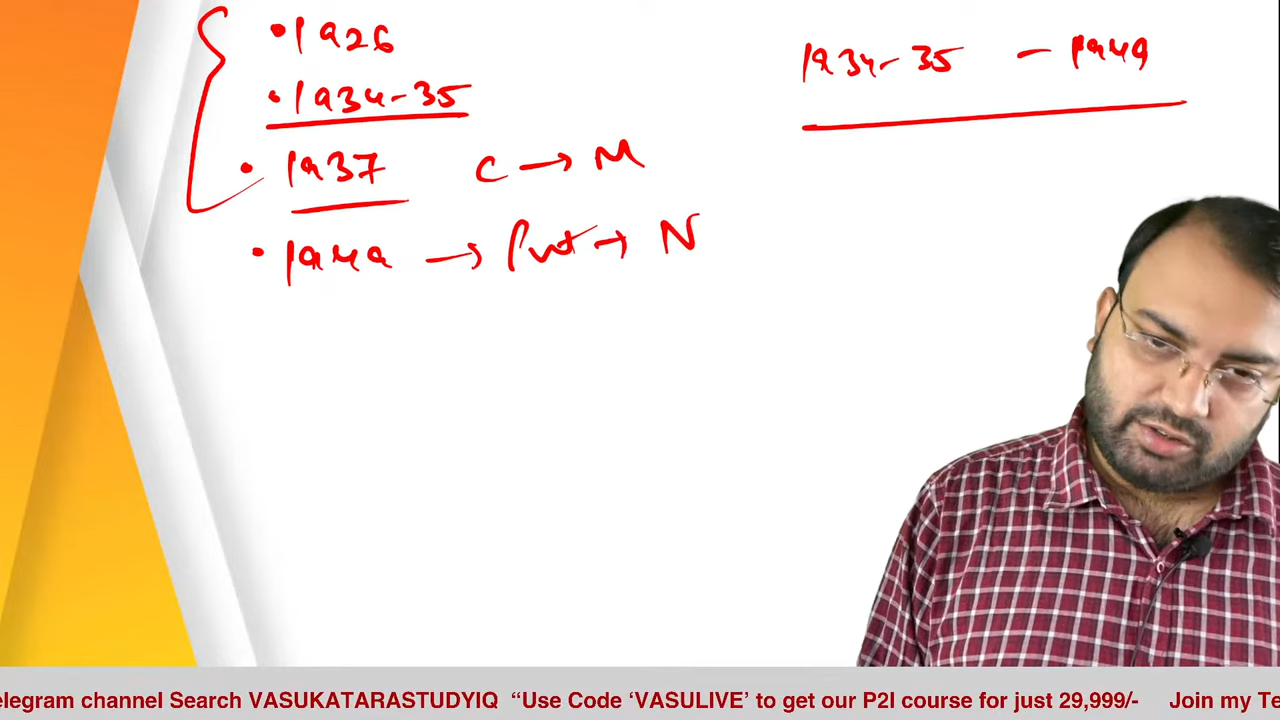 • 1926
• 1934-35
• 1937 C → M
• 1949 → Pvt → N
1934-35 - 1949
elegram channel Search VASUKATARASTUDYIQ “Use Code ‘VASULIVE’ to get our P2I course for just 29,999/- Join my Te